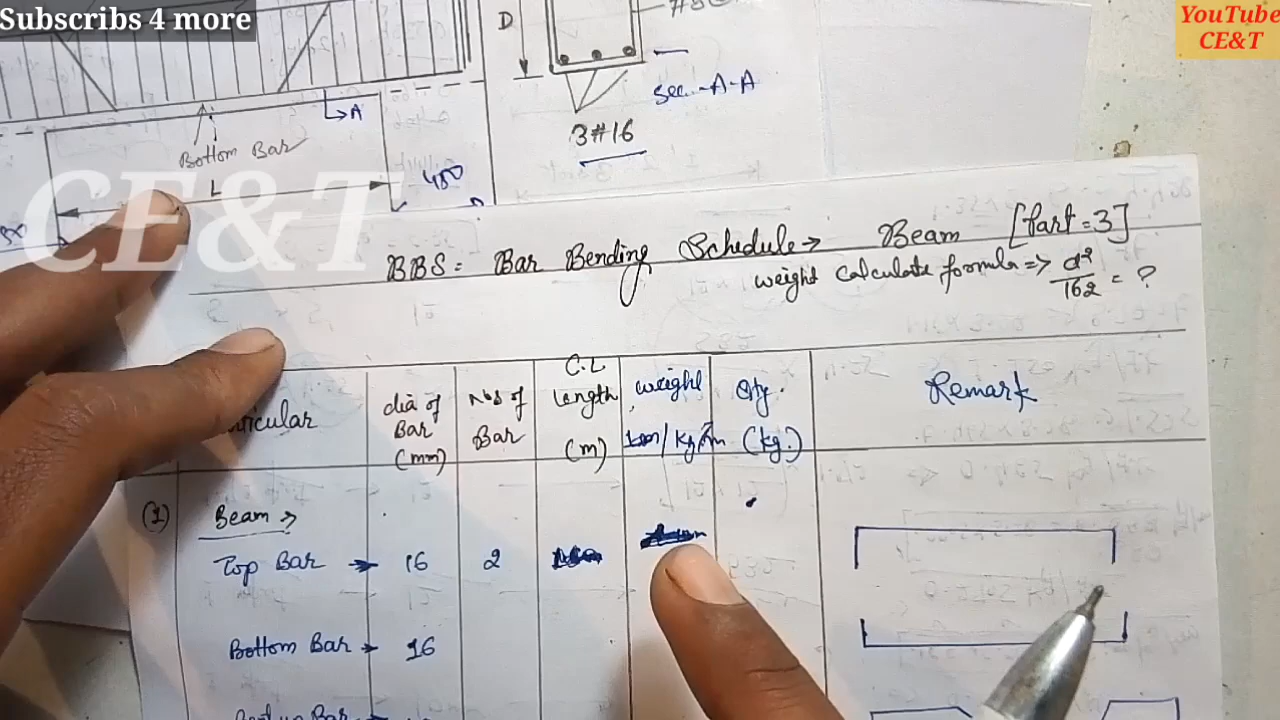 Subscribs 4 more
YouTube
CE&T
D
A
Bottom Bar
L
450
Sec.-A-A
3#16
CE&T
BBS = Bar Bending Schedule → Beam [Part = 3]
weight Calculate formula => d²/162 = ?
dia of Bar (mm)
Nos of Bar
C.L Length (m)
weight
Qty. (kg.)
Remark
(1) Beam →
Top Bar → 16 2
Bottom Bar → 16